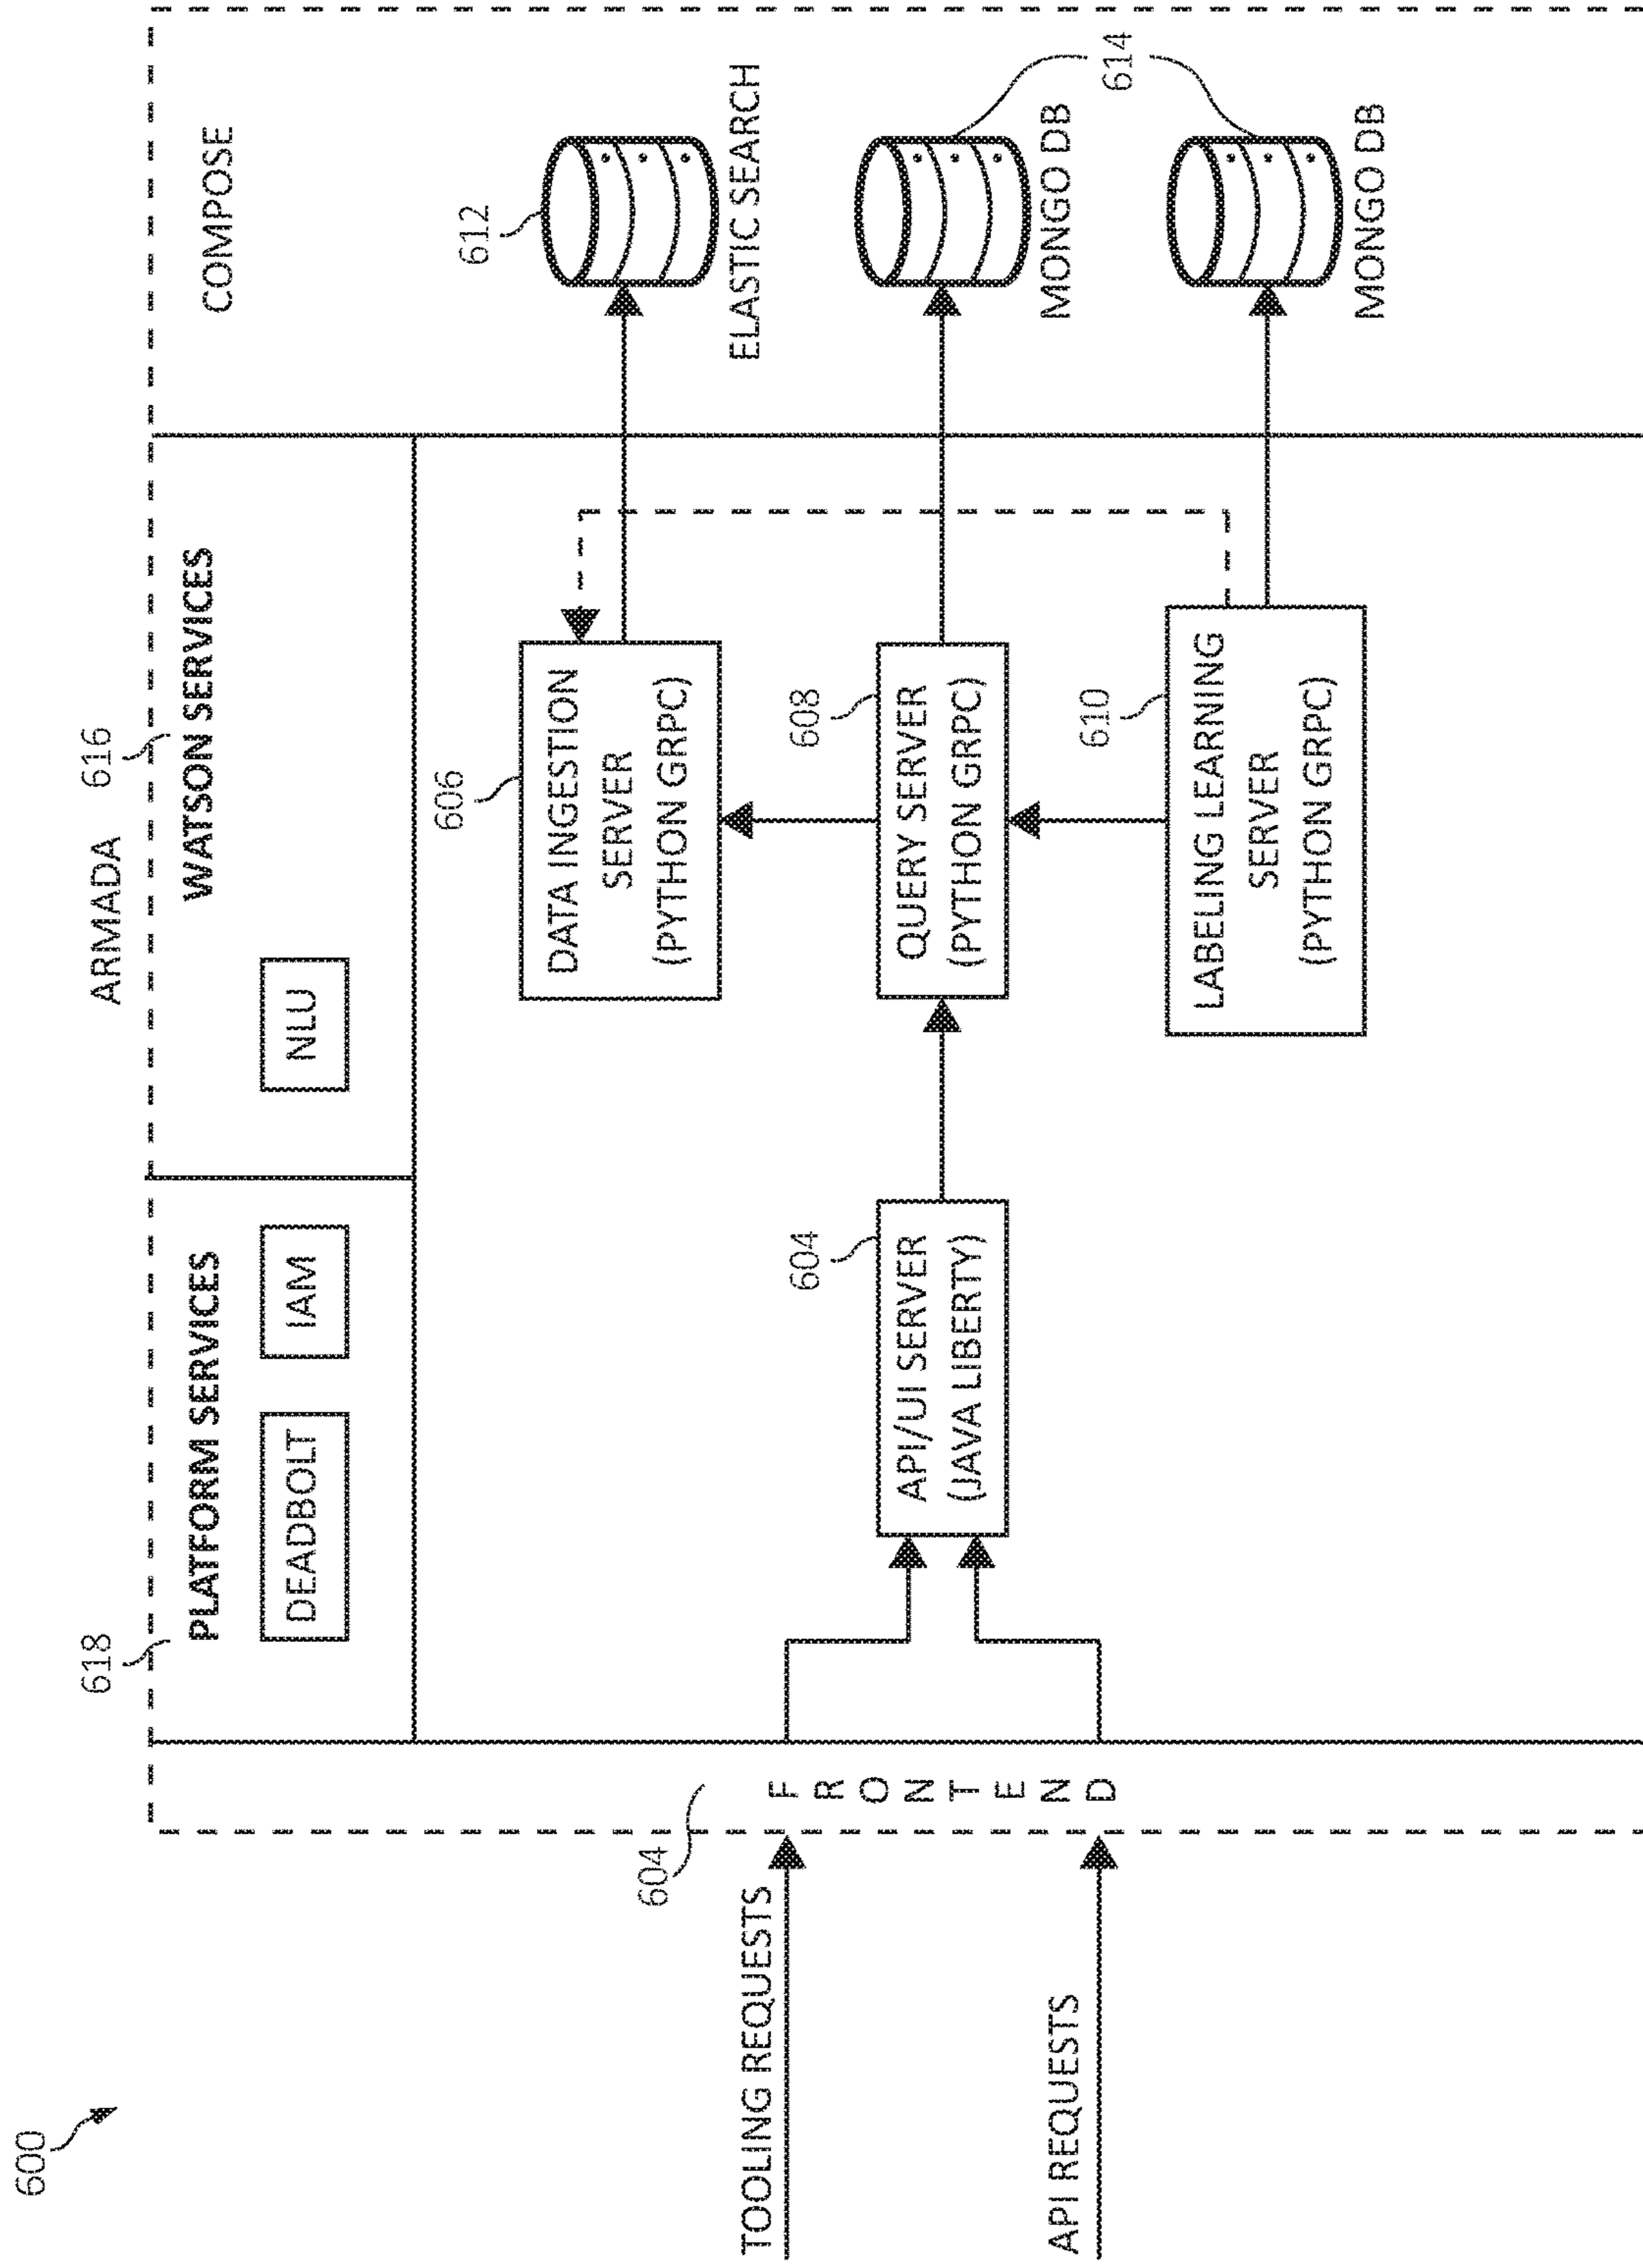 600
ARMADA
618
616
PLATFORM SERVICES
WATSON SERVICES
COMPOSE
DEADBOLT
IAM
NLU
606
612
DATA INGESTION
SERVER
(PYTHON GRPC)
ELASTIC SEARCH
604
TOOLING REQUESTS
F
R
O
N
T
E
N
D
604
API/UI SERVER
(JAVA LIBERTY)
608
QUERY SERVER
(PYTHON GRPC)
MONGO DB
614
API REQUESTS
610
LABELING LEARNING
SERVER
(PYTHON GRPC)
MONGO DB